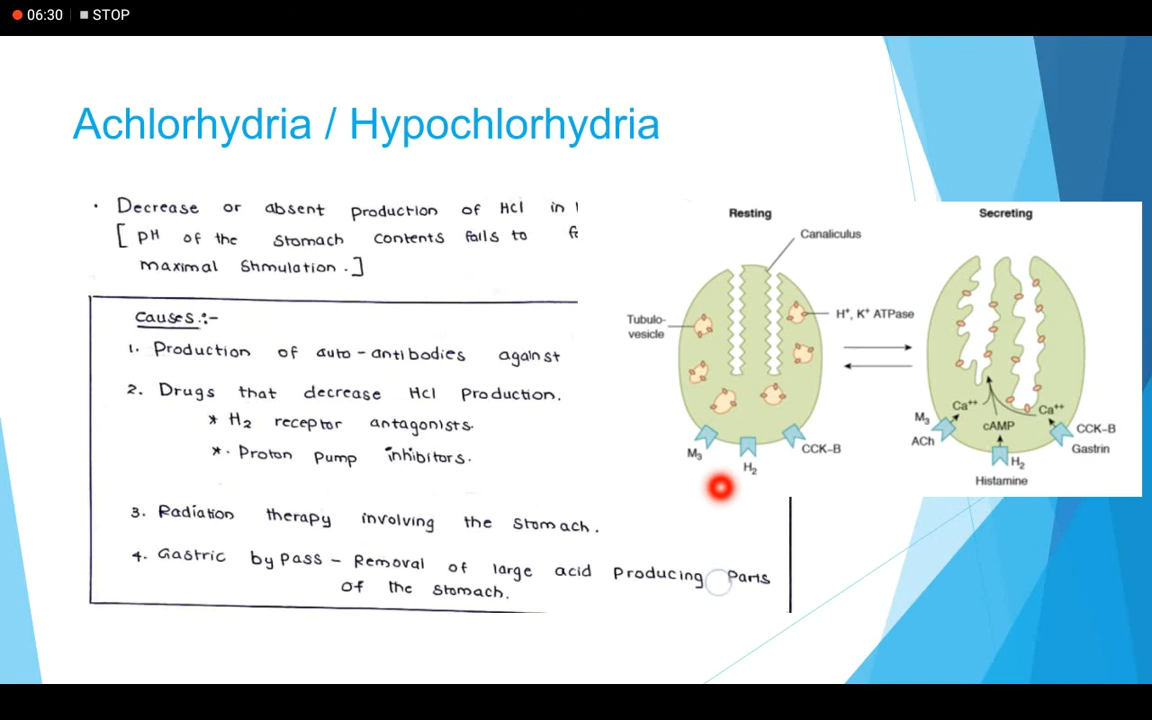 06:30 STOP
Achlorhydria / Hypochlorhydria
• Decrease or absent production of HCl in
[ pH of the stomach contents fails to
maximal Stimulation .]
Causes :-
1. Production of auto - antibodies against
2. Drugs that decrease HCl Production.
* H2 receptor antagonists.
*. Proton Pump inhibitors.
3. Radiation therapy involving the Stomach.
4. Gastric by pass - Removal of large acid Producing Parts
of the Stomach.
Resting
Canaliculus
Tubulo-
vesicle
H+, K+ ATPase
M3
H2
CCK-B
Secreting
Ca++
Ca++
cAMP
M3
ACh
CCK-B
Gastrin
H2
Histamine